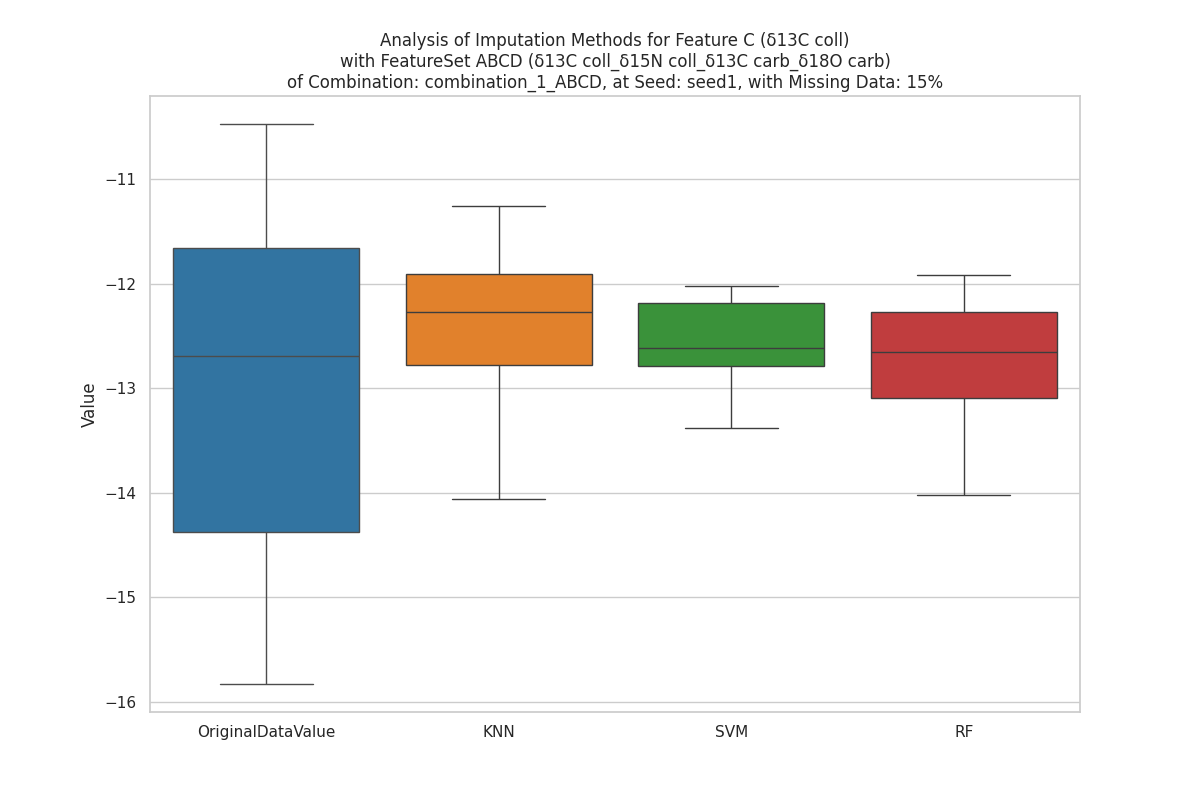 Analysis of Imputation Methods for Feature C (δ13C coll)
with FeatureSet ABCD (δ13C coll_δ15N coll_δ13C carb_δ18O carb)
of Combination: combination_1_ABCD, at Seed: seed1, with Missing Data: 15%
Value
−11
−12
−13
−14
−15
−16
OriginalDataValue
KNN
SVM
RF